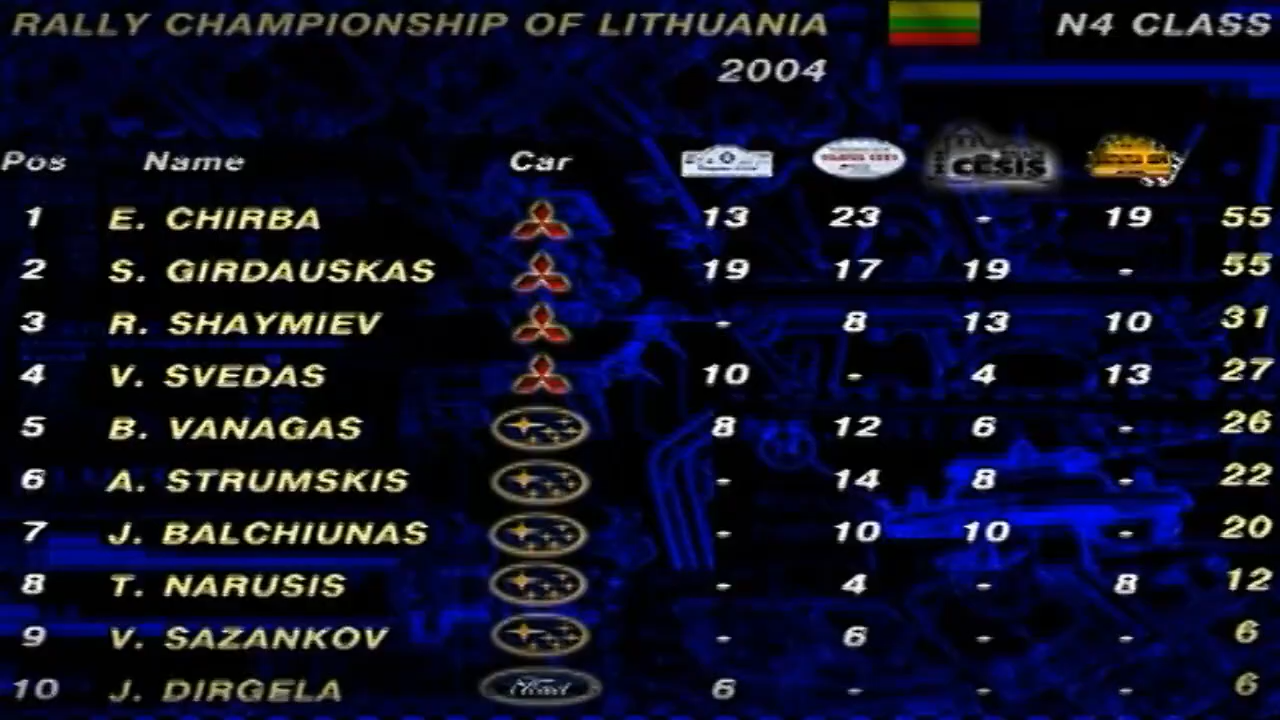 RALLY CHAMPIONSHIP OF LITHUANIA N4 CLASS
2004
Pos Name Car CESIS
1 E. CHIRBA 13 23 - 19 55
2 S. GIRDAUSKAS 19 17 19 - 55
3 R. SHAYMIEV - 8 13 10 31
4 V. SVEDAS 10 - 4 13 27
5 B. VANAGAS 8 12 6 - 26
6 A. STRUMSKIS - 14 8 - 22
7 J. BALCHIUNAS - 10 10 - 20
8 T. NARUSIS - 4 - 8 12
9 V. SAZANKOV - 6 - - 6
10 J. DIRGELA Ford 6 - - - 6